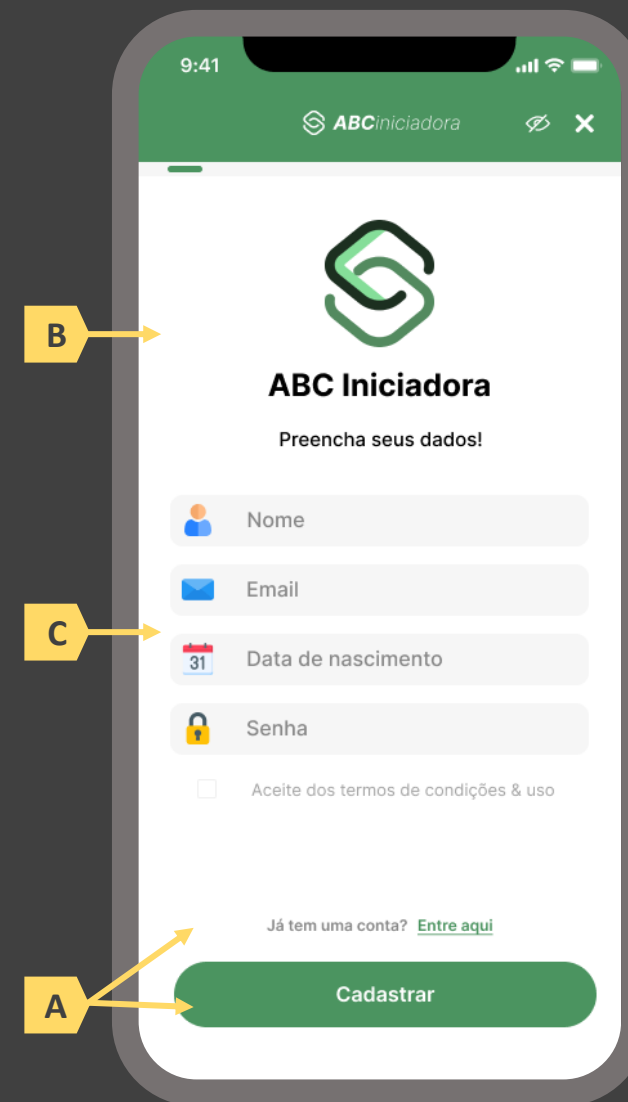 9:41
ABCiniciadora
B
ABC Iniciadora
Preencha seus dados!
Nome
Email
C
31
Data de nascimento
Senha
Aceite dos termos de condições & uso
Já tem uma conta? Entre aqui
A
Cadastrar